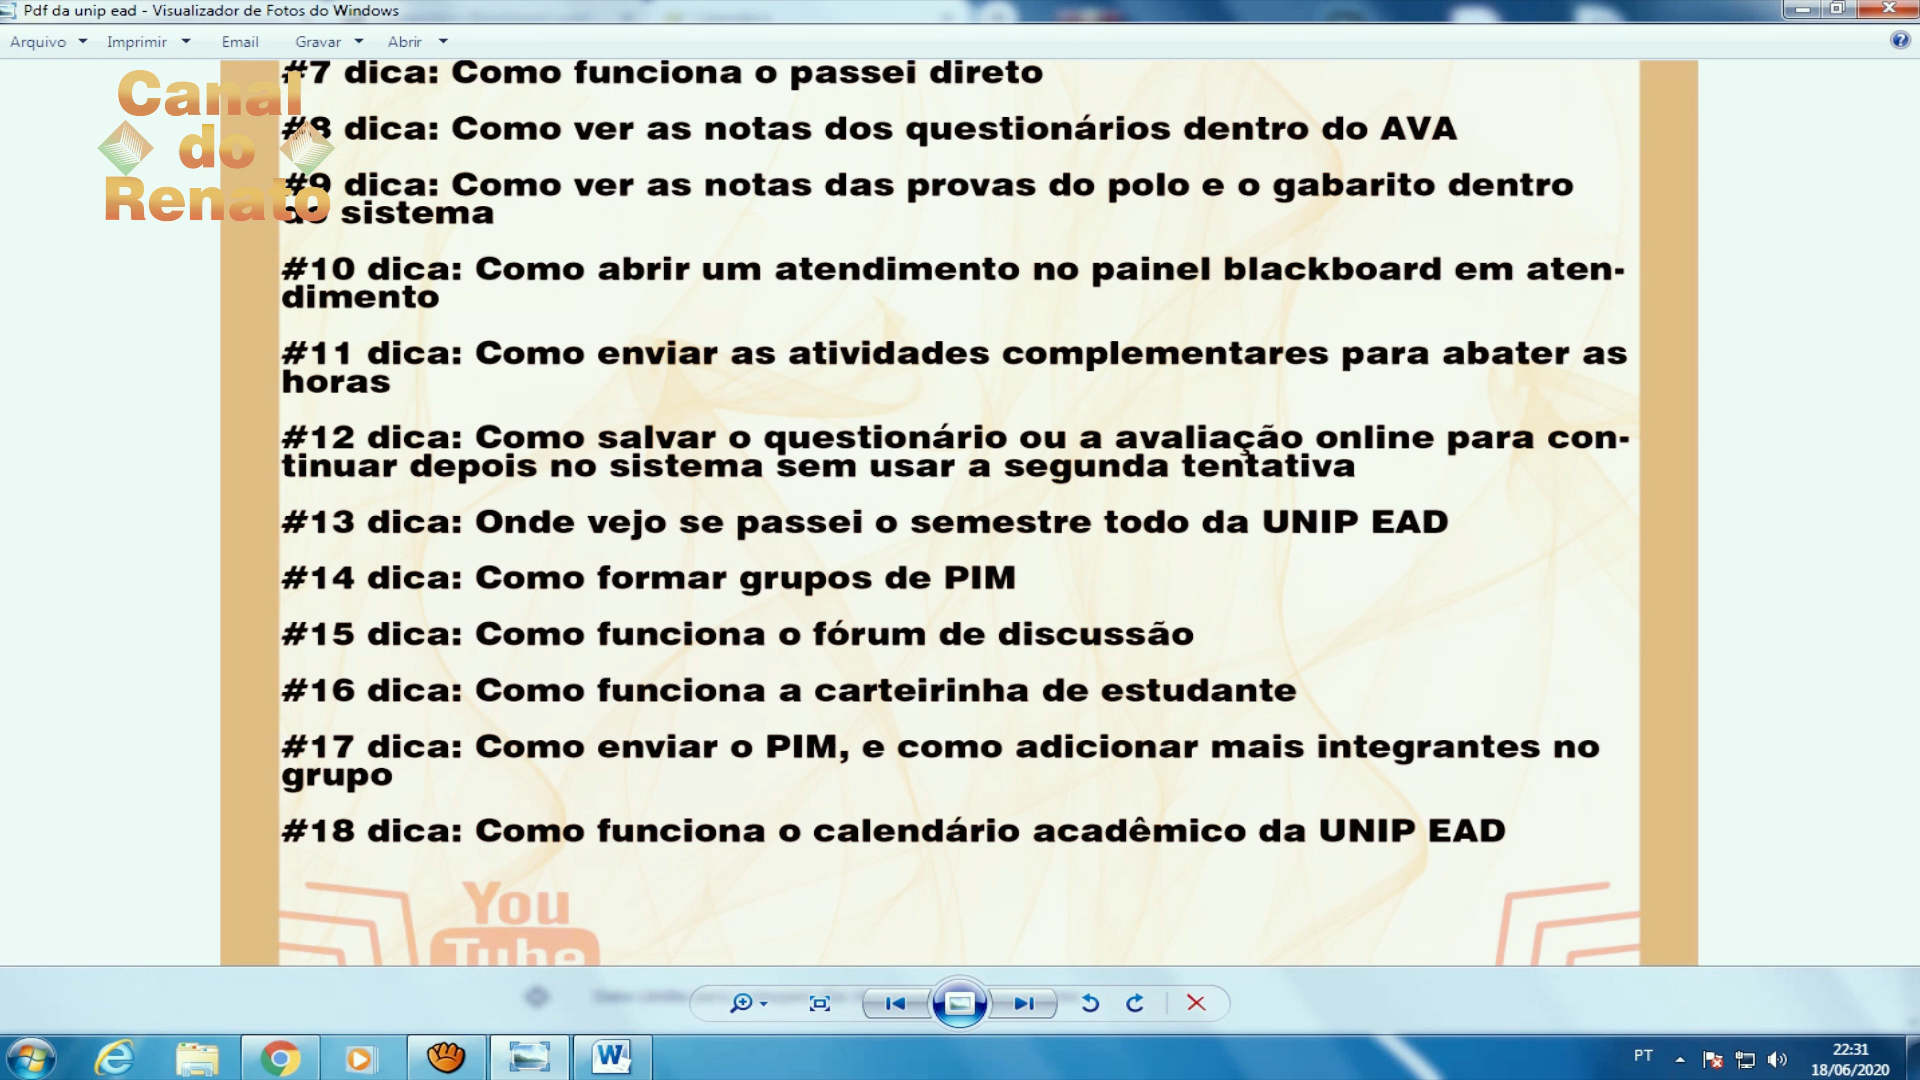 Pdf da unip ead - Visualizador de Fotos do Windows
Arquivo Imprimir Email Gravar Abrir
Canal
do
Renato
#7 dica: Como funciona o passei direto
#8 dica: Como ver as notas dos questionários dentro do AVA
#9 dica: Como ver as notas das provas do polo e o gabarito dentro
do sistema
#10 dica: Como abrir um atendimento no painel blackboard em aten-
dimento
#11 dica: Como enviar as atividades complementares para abater as
horas
#12 dica: Como salvar o questionário ou a avaliação online para con-
tinuar depois no sistema sem usar a segunda tentativa
#13 dica: Onde vejo se passei o semestre todo da UNIP EAD
#14 dica: Como formar grupos de PIM
#15 dica: Como funciona o fórum de discussão
#16 dica: Como funciona a carteirinha de estudante
#17 dica: Como enviar o PIM, e como adicionar mais integrantes no
grupo
#18 dica: Como funciona o calendário acadêmico da UNIP EAD
You
Tube
PT
22:31
18/06/2020